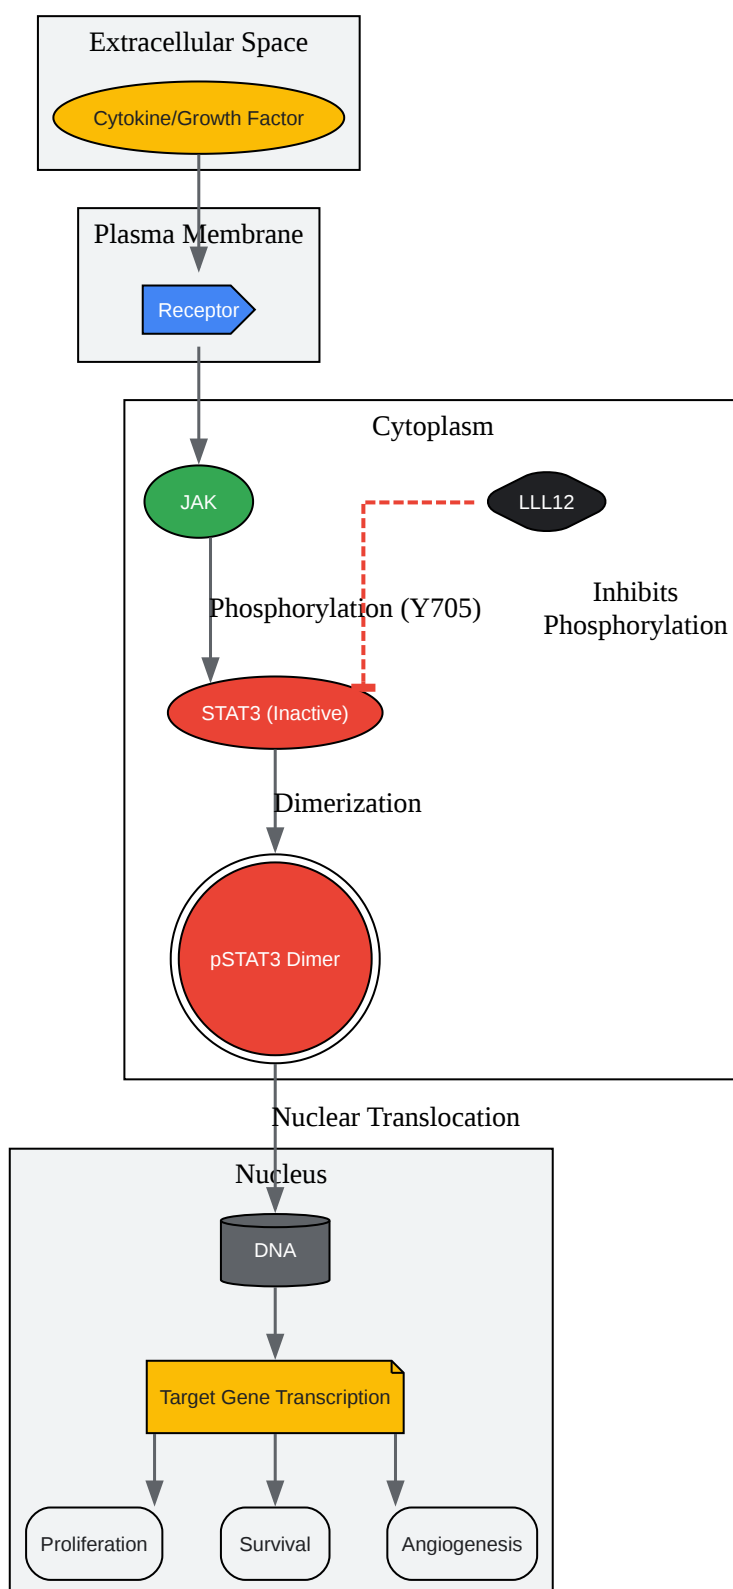 Extracellular Space
Cytokine/Growth Factor
Plasma Membrane
Receptor
Cytoplasm
JAK
LLL12
Phosphorylation (Y705)
Inhibits
Phosphorylation
STAT3 (Inactive)
Dimerization
pSTAT3 Dimer
Nuclear Translocation
Nucleus
DNA
Target Gene Transcription
Proliferation
Survival
Angiogenesis